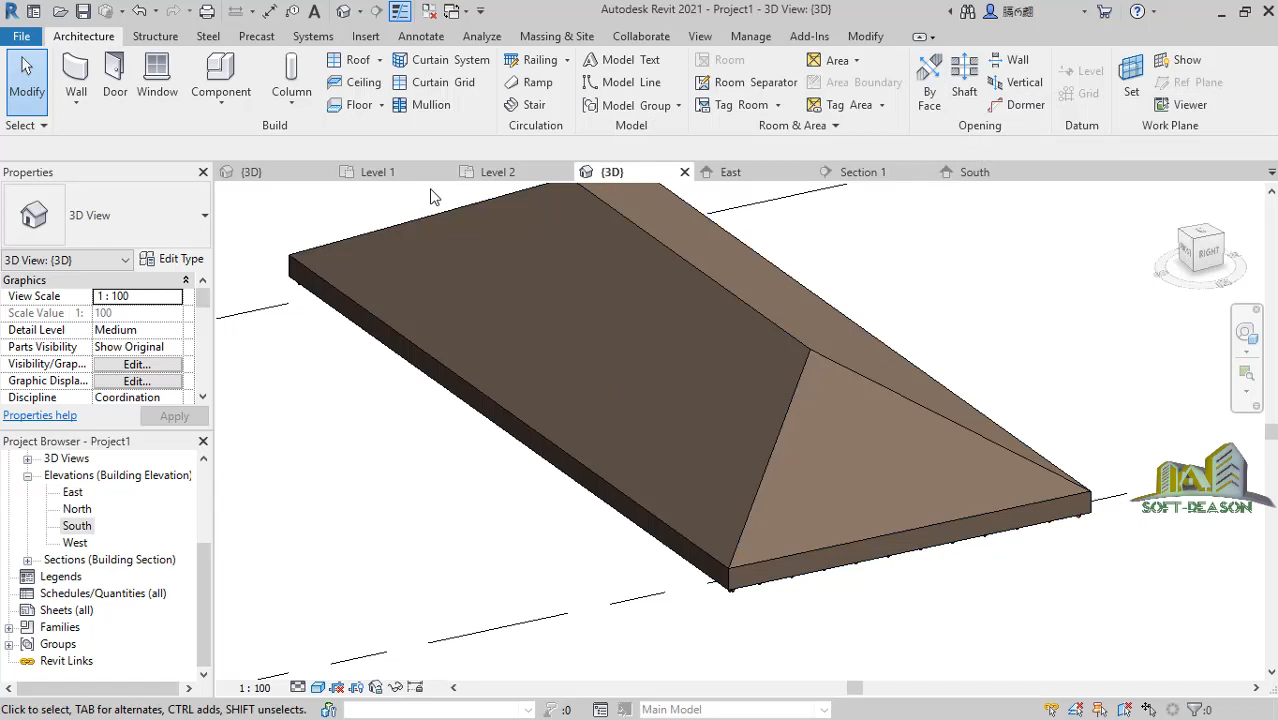 Autodesk Revit 2021 - Project1 - 3D View: {3D}
File Architecture Structure Steel Precast Systems Insert Annotate Analyze Massing & Site Collaborate View Manage Add-Ins Modify
Modify Wall Door Window Component Column
Roof Ceiling Floor
Curtain System Curtain Grid Mullion
Railing Ramp Stair
Model Text Model Line Model Group
Room Room Separator Tag Room
Area Area Boundary Tag Area
By Face Shaft
Wall Vertical Dormer
Level Grid
Set
Show Ref Plane Viewer
Select Build Circulation Model Room & Area Opening Datum Work Plane
Properties
{3D} Level 1 Level 2 {3D} East Section 1 South
3D View
3D View: {3D} Edit Type
Graphics
View Scale 1 : 100
Scale Value 1: 100
Detail Level Medium
Parts Visibility Show Original
Visibility/Grap... Edit...
Graphic Displa... Edit...
Discipline Coordination
Properties help Apply
Project Browser - Project1
3D Views
Elevations (Building Elevation)
East
North
South
West
Sections (Building Section)
Legends
Schedules/Quantities (all)
Sheets (all)
Families
Groups
Revit Links
RIGHT
SOFT-REASON
1 : 100
Click to select, TAB for alternates, CTRL adds, SHIFT unselects. :0 Main Model :0